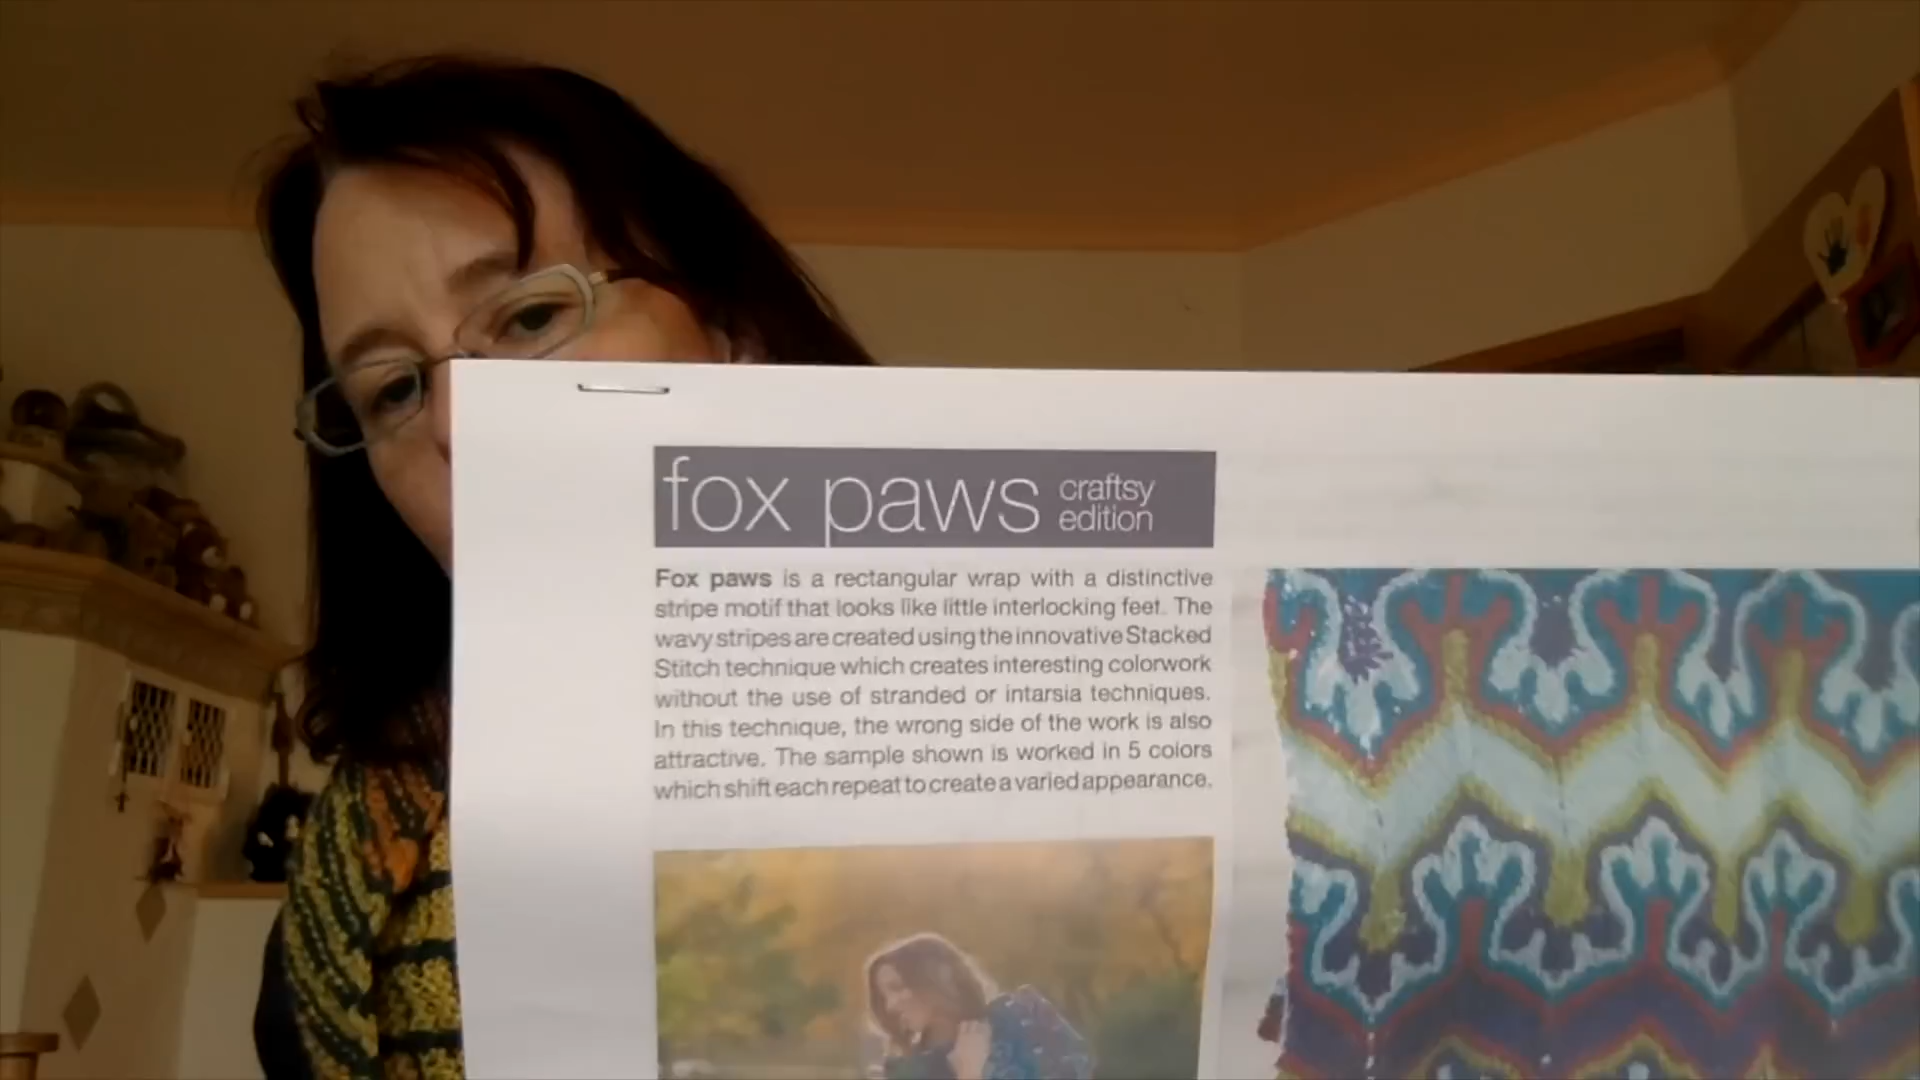 fox paws craftsy
edition
Fox paws is a rectangular wrap with a distinctive
stripe motif that looks like little interlocking feet. The
wavy stripes are created using the innovative Stacked
Stitch technique which creates interesting colorwork
without the use of stranded or intarsia techniques.
In this technique, the wrong side of the work is also
attractive. The sample shown is worked in 5 colors
which shift each repeat to create a varied appearance.